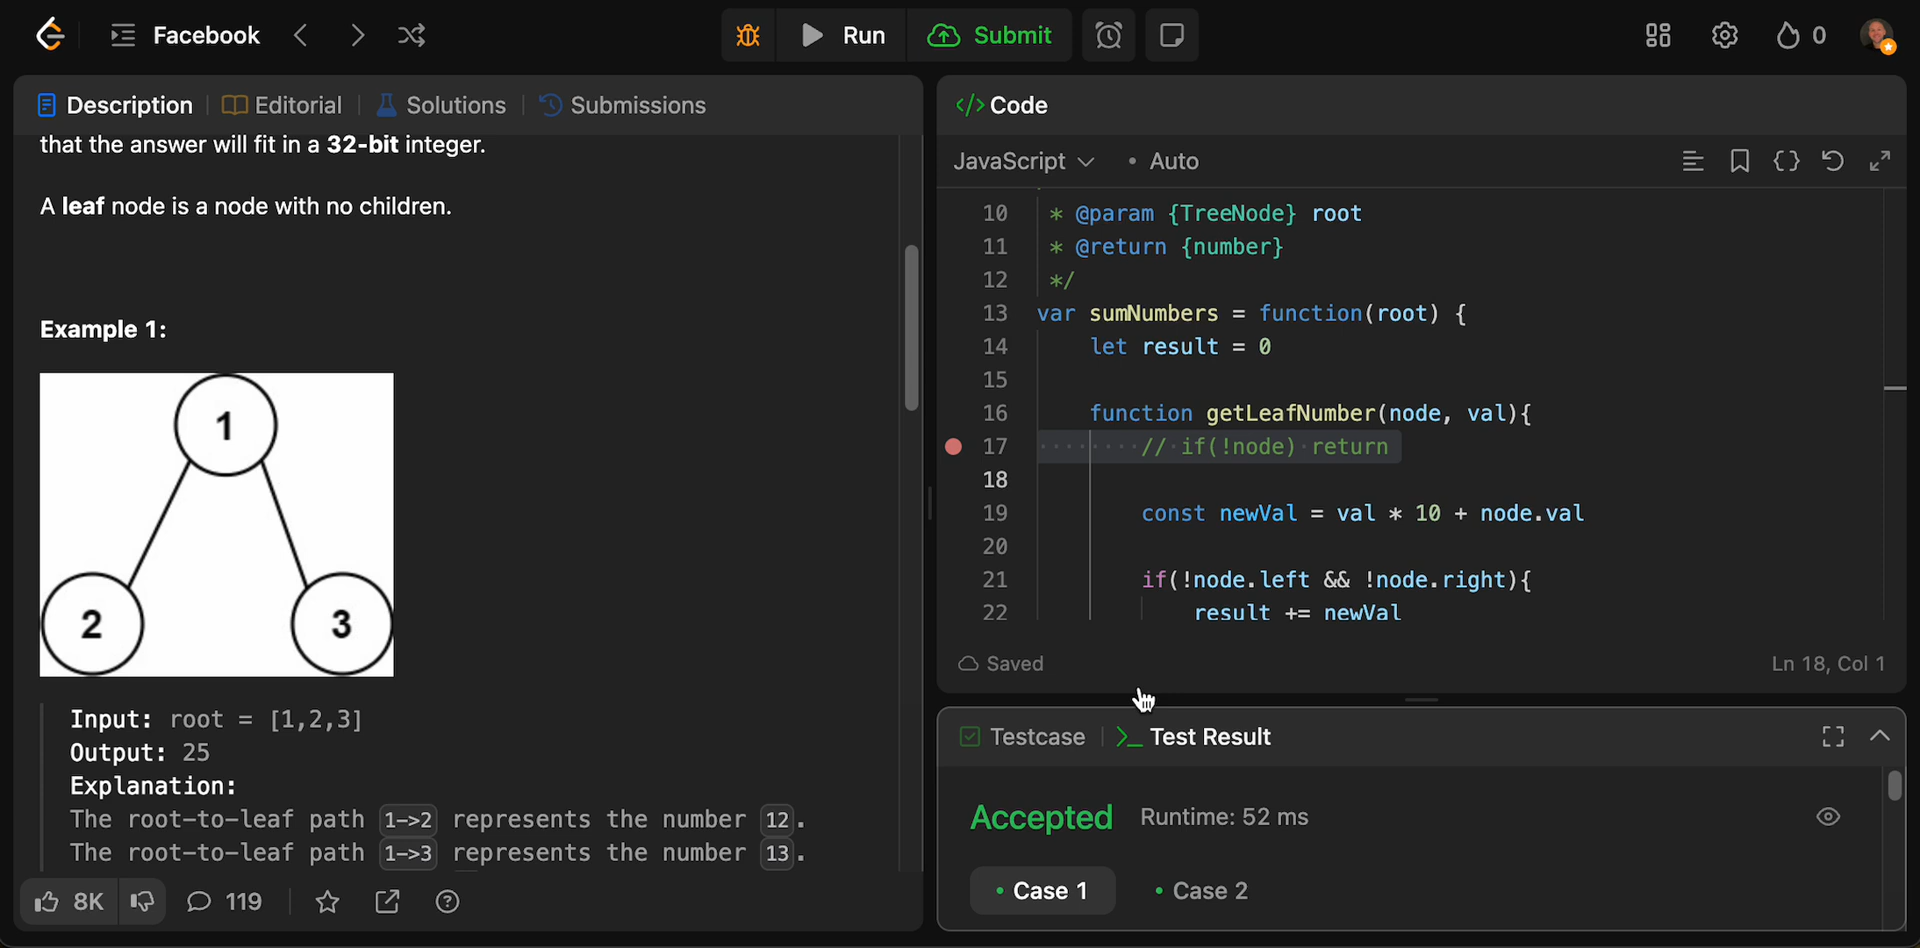 Facebook
Run
Submit
0
Description
Editorial
Solutions
Submissions
that the answer will fit in a 32-bit integer.
A leaf node is a node with no children.
Example 1:
1
2
3
Input: root = [1,2,3]
Output: 25
Explanation:
The root-to-leaf path 1->2 represents the number 12.
The root-to-leaf path 1->3 represents the number 13.
8K
119
</> Code
JavaScript
• Auto
10 * @param {TreeNode} root
11 * @return {number}
12 */
13 var sumNumbers = function(root) {
14 let result = 0
15
16 function getLeafNumber(node, val){
17 // if(!node) return
18
19 const newVal = val * 10 + node.val
20
21 if(!node.left && !node.right){
22 result += newVal
Saved
Ln 18, Col 1
Testcase
>_ Test Result
Accepted
Runtime: 52 ms
• Case 1
• Case 2